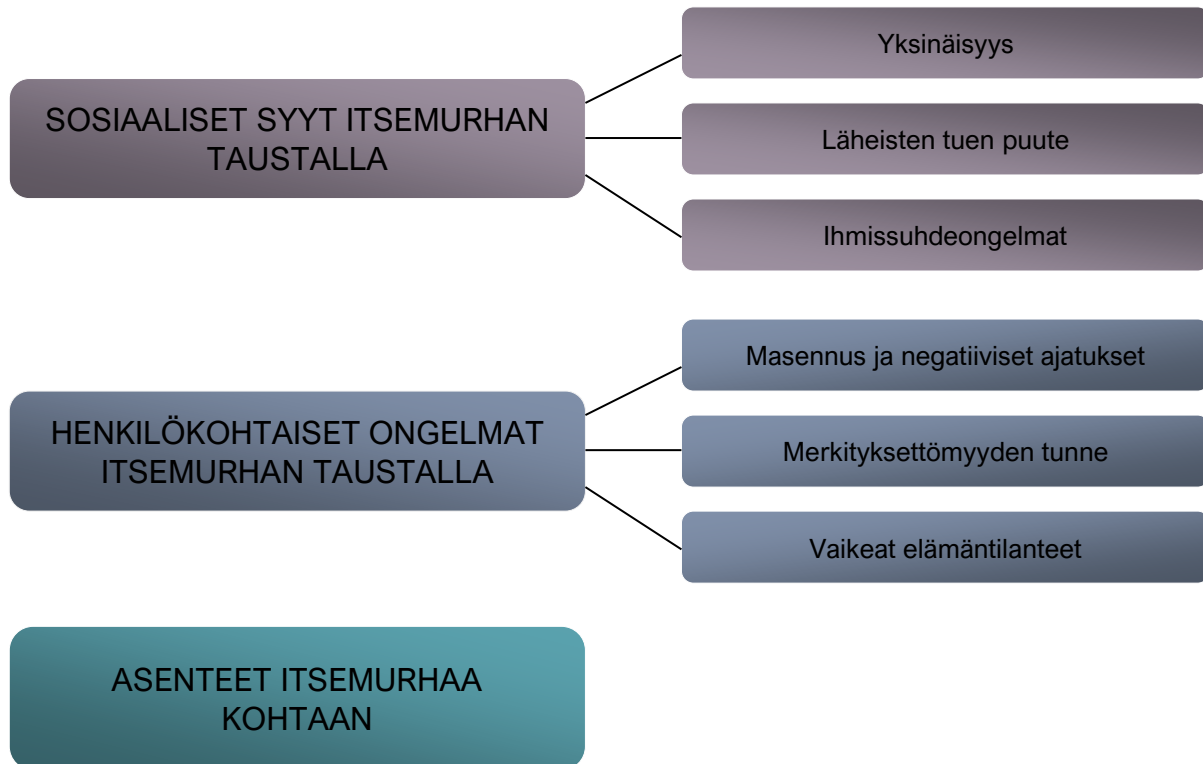 SOSIAALISET SYYT ITSEMURHAN
TAUSTALLA
Yksinäisyys
Läheisten tuen puute
Ihmissuhdeongelmat
HENKILÖKOHTAISET ONGELMAT
ITSEMURHAN TAUSTALLA
Masennus ja negatiiviset ajatukset
Merkityksettömyyden tunne
Vaikeat elämäntilanteet
ASENTEET ITSEMURHAA
KOHTAAN